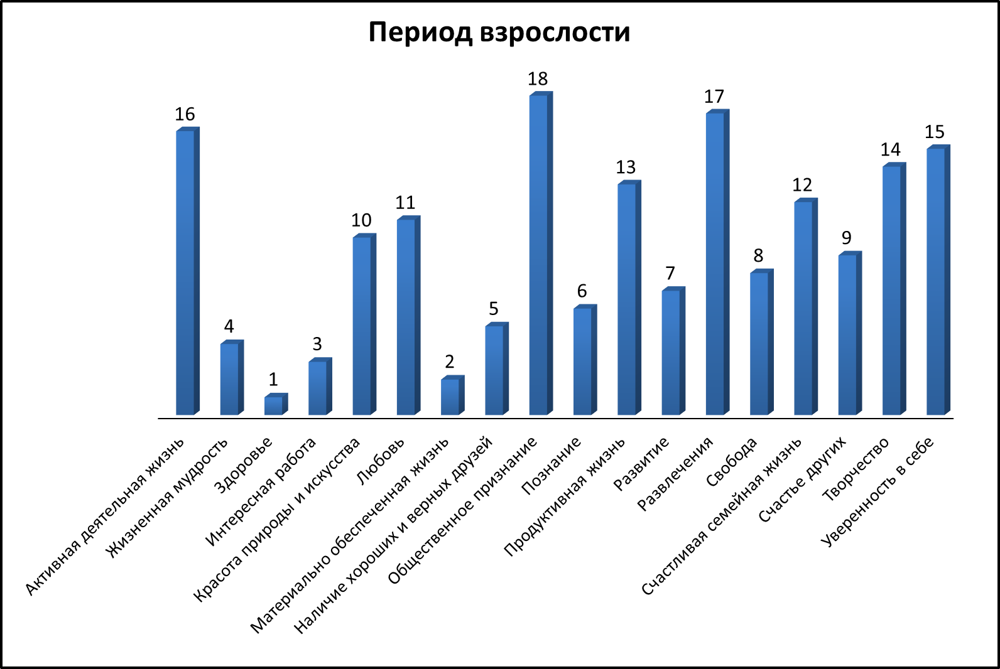 Период взрослости
16
4
1
3
10
11
2
5
18
6
13
7
17
8
12
9
14
15
Активная деятельная жизнь
Жизненная мудрость
Здоровье
Интересная работа
Красота природы и искусства
Любовь
Материально обеспеченная жизнь
Наличие хороших и верных друзей
Общественное признание
Познание
Продуктивная жизнь
Развитие
Развлечения
Свобода
Счастливая семейная жизнь
Счастье других
Творчество
Уверенность в себе